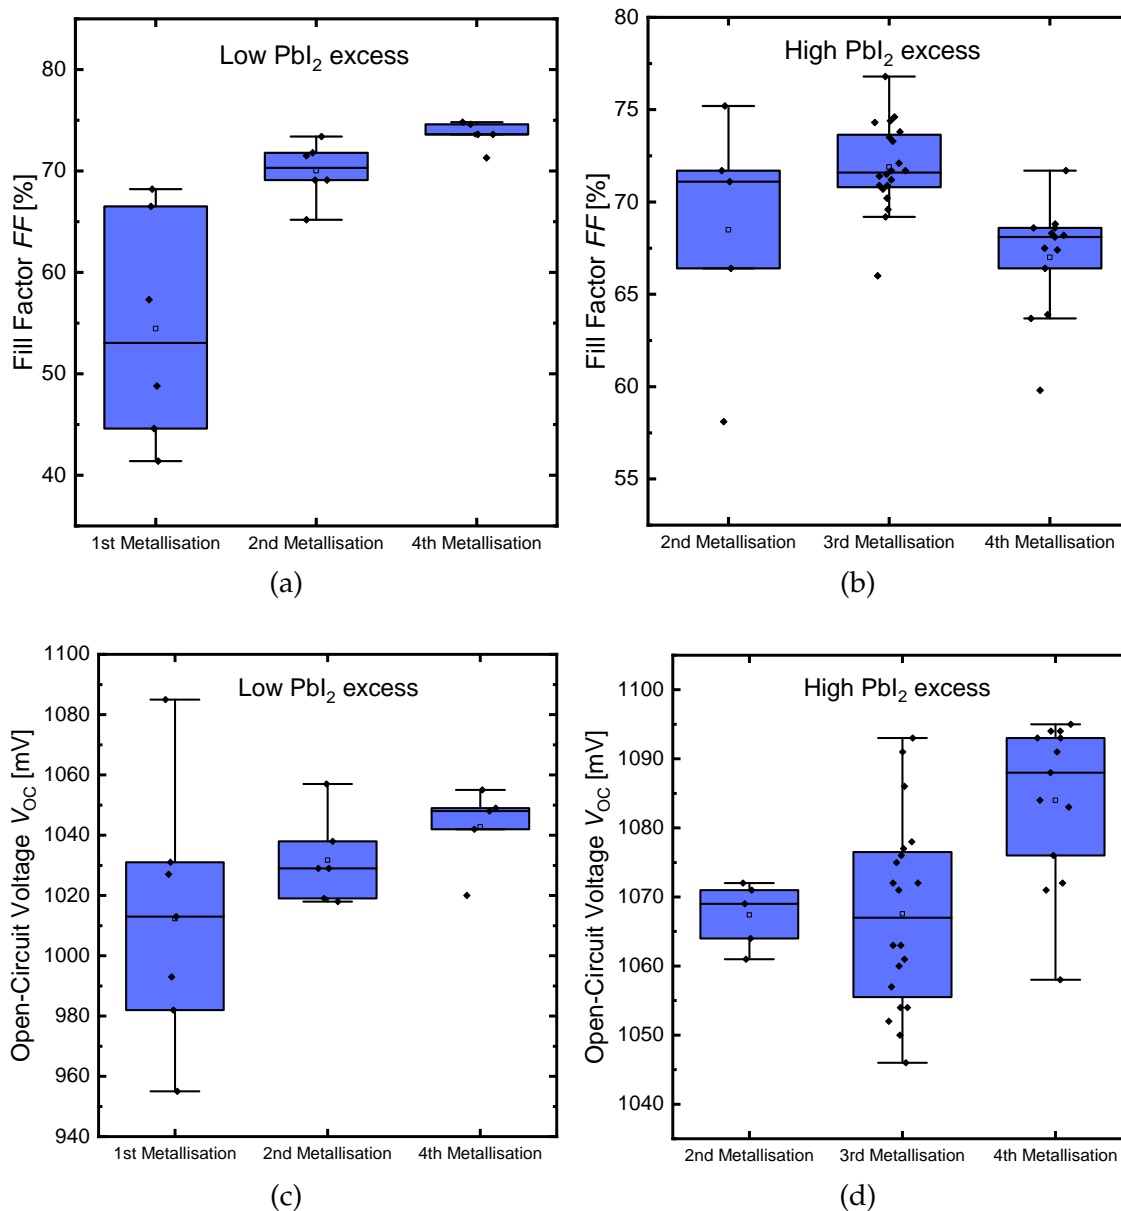 Low PbI₂ excess
Fill Factor FF [%]
80
70
60
50
40
1st Metallisation 2nd Metallisation 4th Metallisation
(a)
High PbI₂ excess
Fill Factor FF [%]
80
75
70
65
60
55
2nd Metallisation 3rd Metallisation 4th Metallisation
(b)
Low PbI₂ excess
Open-Circuit Voltage V_OC [mV]
1100
1080
1060
1040
1020
1000
980
960
940
1st Metallisation 2nd Metallisation 4th Metallisation
(c)
High PbI₂ excess
Open-Circuit Voltage V_OC [mV]
1100
1090
1080
1070
1060
1050
1040
2nd Metallisation 3rd Metallisation 4th Metallisation
(d)